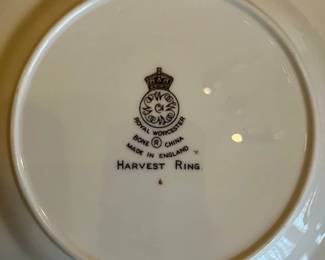 ROYAL WORCESTER
BONE ® CHINA
MADE IN ENGLAND
HARVEST RING